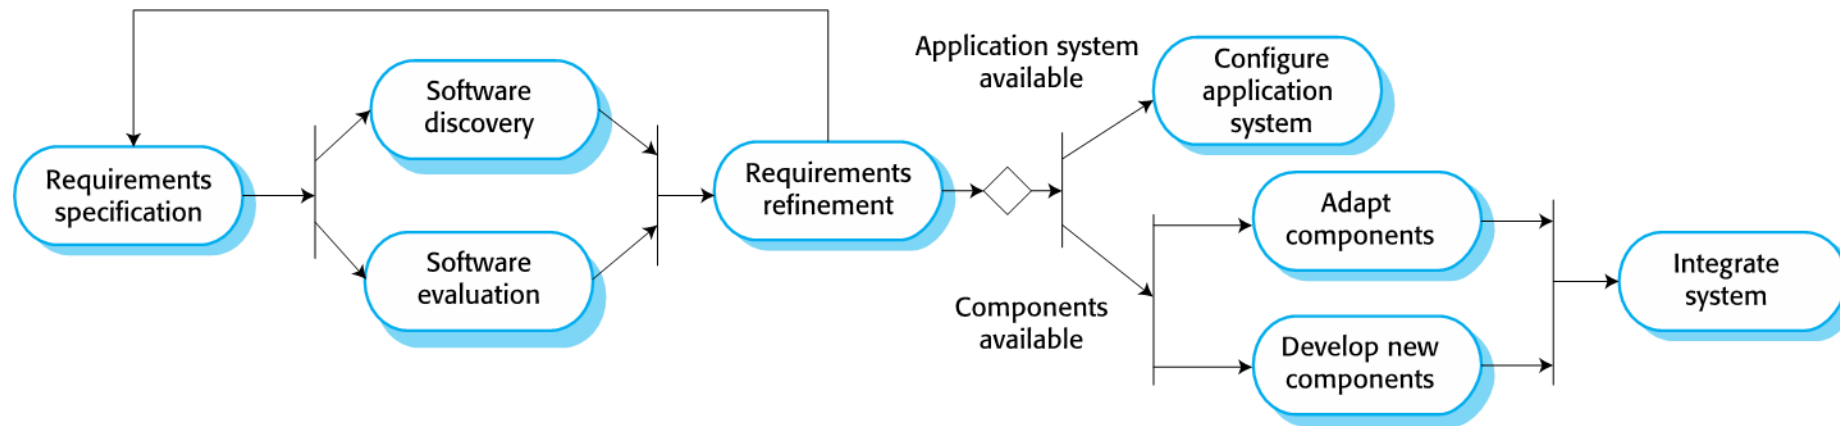 Requirements
specification
Software
discovery
Software
evaluation
Requirements
refinement
Application system
available
Configure
application
system
Components
available
Adapt
components
Develop new
components
Integrate
system